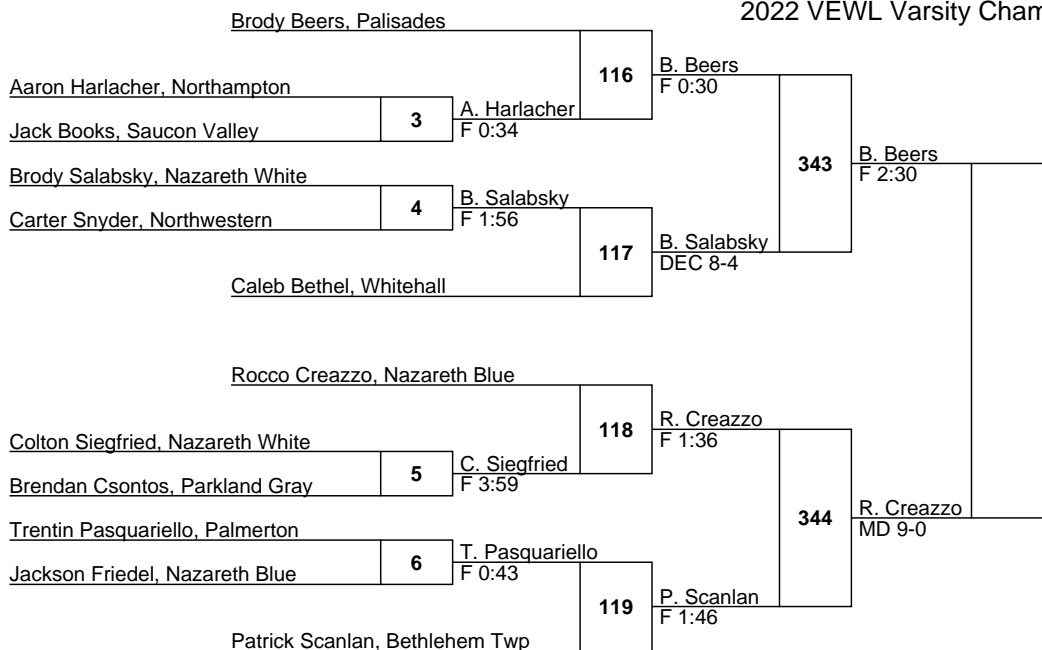 2022 VEWL Varsity Cham
Brody Beers, Palisades
116
B. Beers
F 0:30
Aaron Harlacher, Northampton
3
A. Harlacher
F 0:34
Jack Books, Saucon Valley
343
B. Beers
F 2:30
Brody Salabsky, Nazareth White
4
B. Salabsky
F 1:56
Carter Snyder, Northwestern
117
B. Salabsky
DEC 8-4
Caleb Bethel, Whitehall
Rocco Creazzo, Nazareth Blue
118
R. Creazzo
F 1:36
Colton Siegfried, Nazareth White
5
C. Siegfried
F 3:59
Brendan Csontos, Parkland Gray
344
R. Creazzo
MD 9-0
Trentin Pasquariello, Palmerton
6
T. Pasquariello
F 0:43
Jackson Friedel, Nazareth Blue
119
P. Scanlan
F 1:46
Patrick Scanlan, Bethlehem Twp